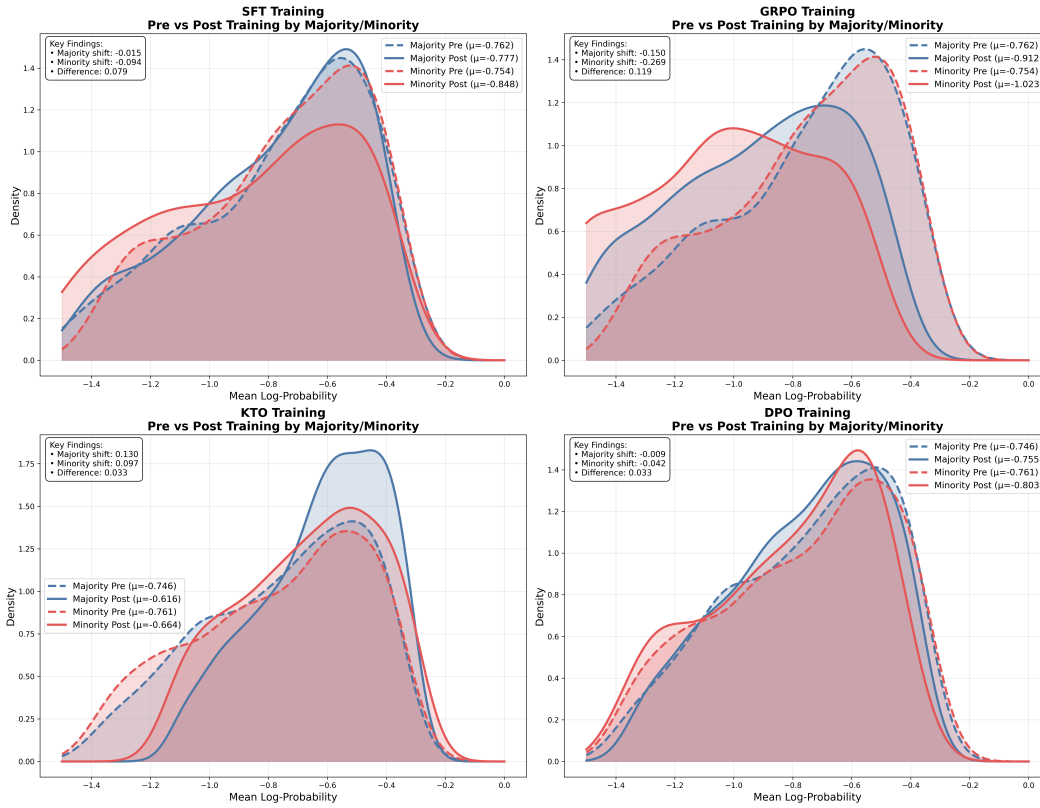 SFT Training
Pre vs Post Training by Majority/Minority
Key Findings:
• Majority shift: -0.015
• Minority shift: -0.094
• Difference: 0.079
Majority Pre (μ=-0.762)
Majority Post (μ=-0.777)
Minority Pre (μ=-0.754)
Minority Post (μ=-0.848)
Density
1.4
1.2
1.0
0.8
0.6
0.4
0.2
0.0
−1.4
−1.2
−1.0
−0.8
−0.6
−0.4
−0.2
0.0
Mean Log-Probability
GRPO Training
Pre vs Post Training by Majority/Minority
Key Findings:
• Majority shift: -0.150
• Minority shift: -0.269
• Difference: 0.119
Majority Pre (μ=-0.762)
Majority Post (μ=-0.912
Minority Pre (μ=-0.754)
Minority Post (μ=-1.023
Density
1.4
1.2
1.0
0.8
0.6
0.4
0.2
0.0
−1.4
−1.2
−1.0
−0.8
−0.6
−0.4
−0.2
0.0
Mean Log-Probability
KTO Training
Pre vs Post Training by Majority/Minority
Key Findings:
• Majority shift: 0.130
• Minority shift: 0.097
• Difference: 0.033
Majority Pre (μ=-0.746)
Majority Post (μ=-0.616)
Minority Pre (μ=-0.761)
Minority Post (μ=-0.664)
Density
1.75
1.50
1.25
1.00
0.75
0.50
0.25
0.00
−1.4
−1.2
−1.0
−0.8
−0.6
−0.4
−0.2
0.0
Mean Log-Probability
DPO Training
Pre vs Post Training by Majority/Minority
Key Findings:
• Majority shift: -0.009
• Minority shift: -0.042
• Difference: 0.033
Majority Pre (μ=-0.746)
Majority Post (μ=-0.755
Minority Pre (μ=-0.761)
Minority Post (μ=-0.803
Density
1.4
1.2
1.0
0.8
0.6
0.4
0.2
0.0
−1.4
−1.2
−1.0
−0.8
−0.6
−0.4
−0.2
0.0
Mean Log-Probability